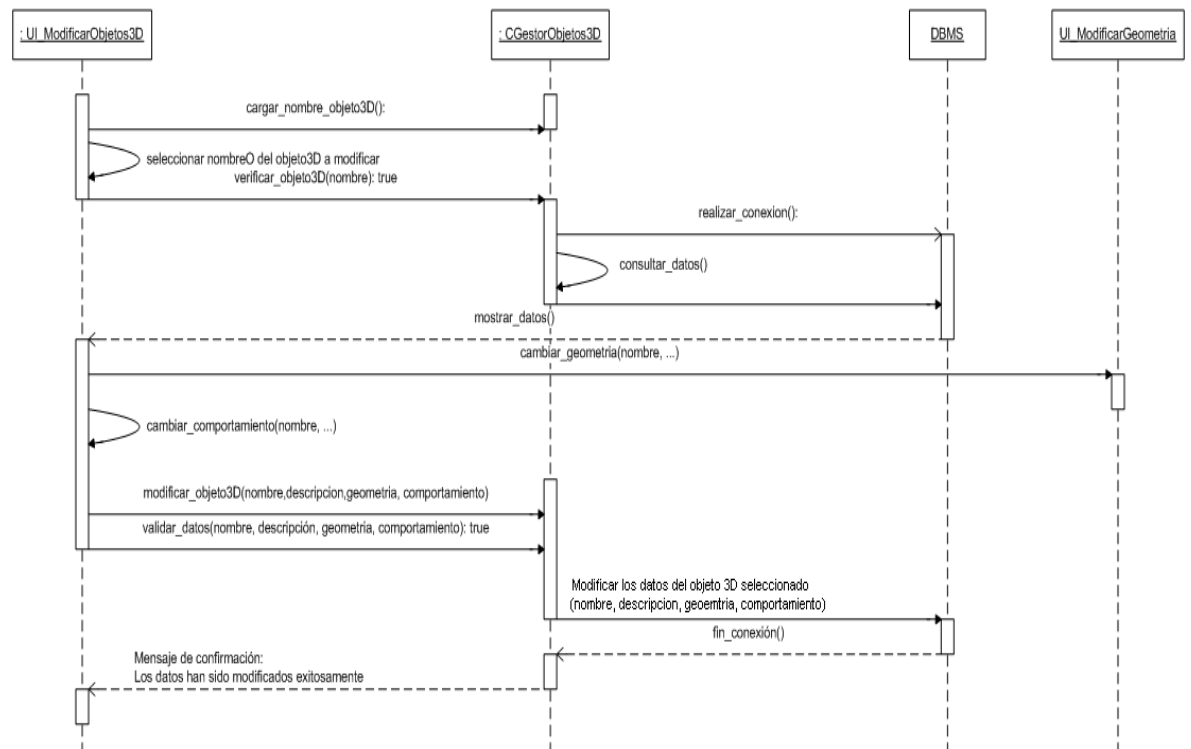 : UI_ModificarObjetos3D
: CGestorObjetos3D
DBMS
UI_ModificarGeometria
cargar_nombre_objeto3D():
seleccionar nombreO del objeto3D a modificar
verificar_objeto3D(nombre): true
realizar_conexion():
consultar_datos()
mostrar_datos()
cambiar_geometria(nombre, ...)
cambiar_comportamiento(nombre, ...)
modificar_objeto3D(nombre,descripcion,geometria, comportamiento)
validar_datos(nombre, descripción, geometria, comportamiento): true
Modificar los datos del objeto 3D seleccionado
(nombre, descripcion, geoemtria, comportamiento)
fin_conexión()
Mensaje de confirmación:
Los datos han sido modificados exitosamente